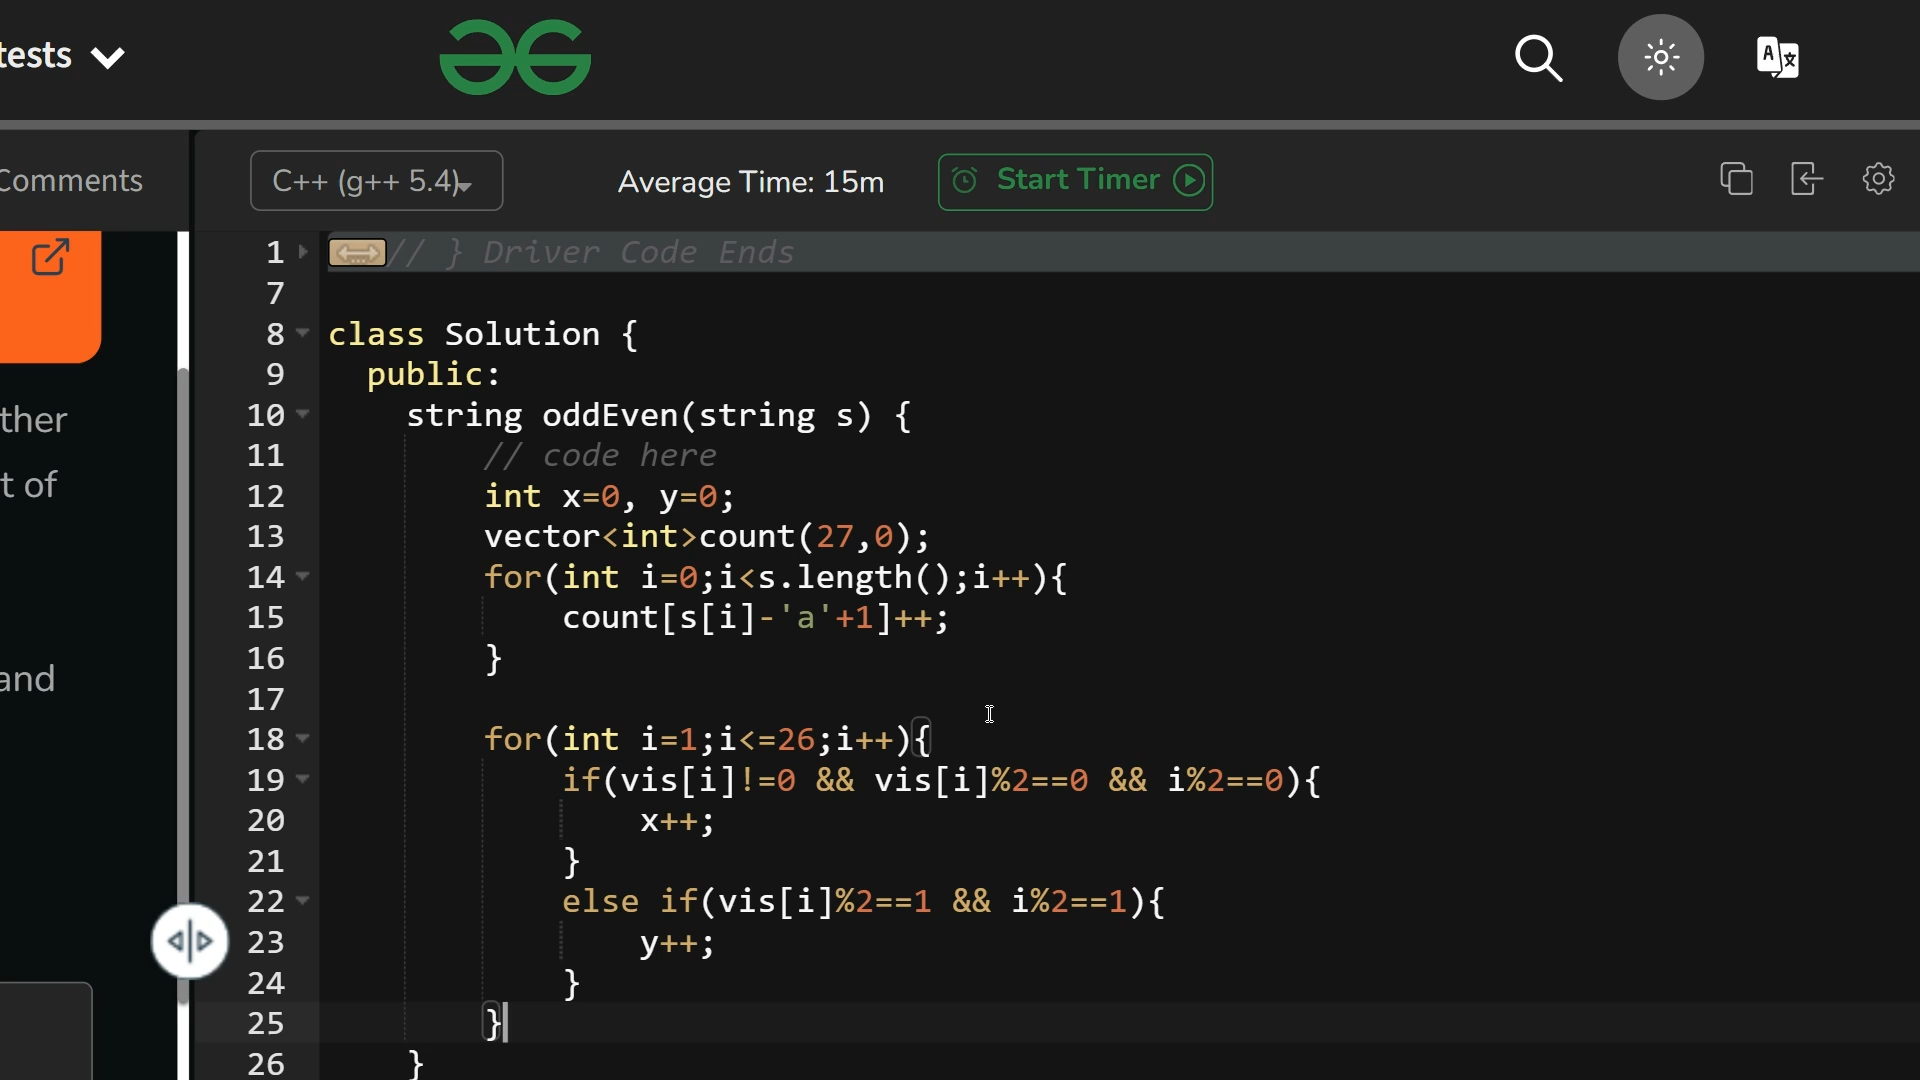 tests
Comments
C++ (g++ 5.4)
Average Time: 15m
Start Timer
ther
t of
and
1 // } Driver Code Ends
7
8 class Solution {
9 public:
10 string oddEven(string s) {
11 // code here
12 int x=0, y=0;
13 vector<int>count(27,0);
14 for(int i=0;i<s.length();i++){
15 count[s[i]-'a'+1]++;
16 }
17
18 for(int i=1;i<=26;i++){
19 if(vis[i]!=0 && vis[i]%2==0 && i%2==0){
20 x++;
21 }
22 else if(vis[i]%2==1 && i%2==1){
23 y++;
24 }
25 }
26 }